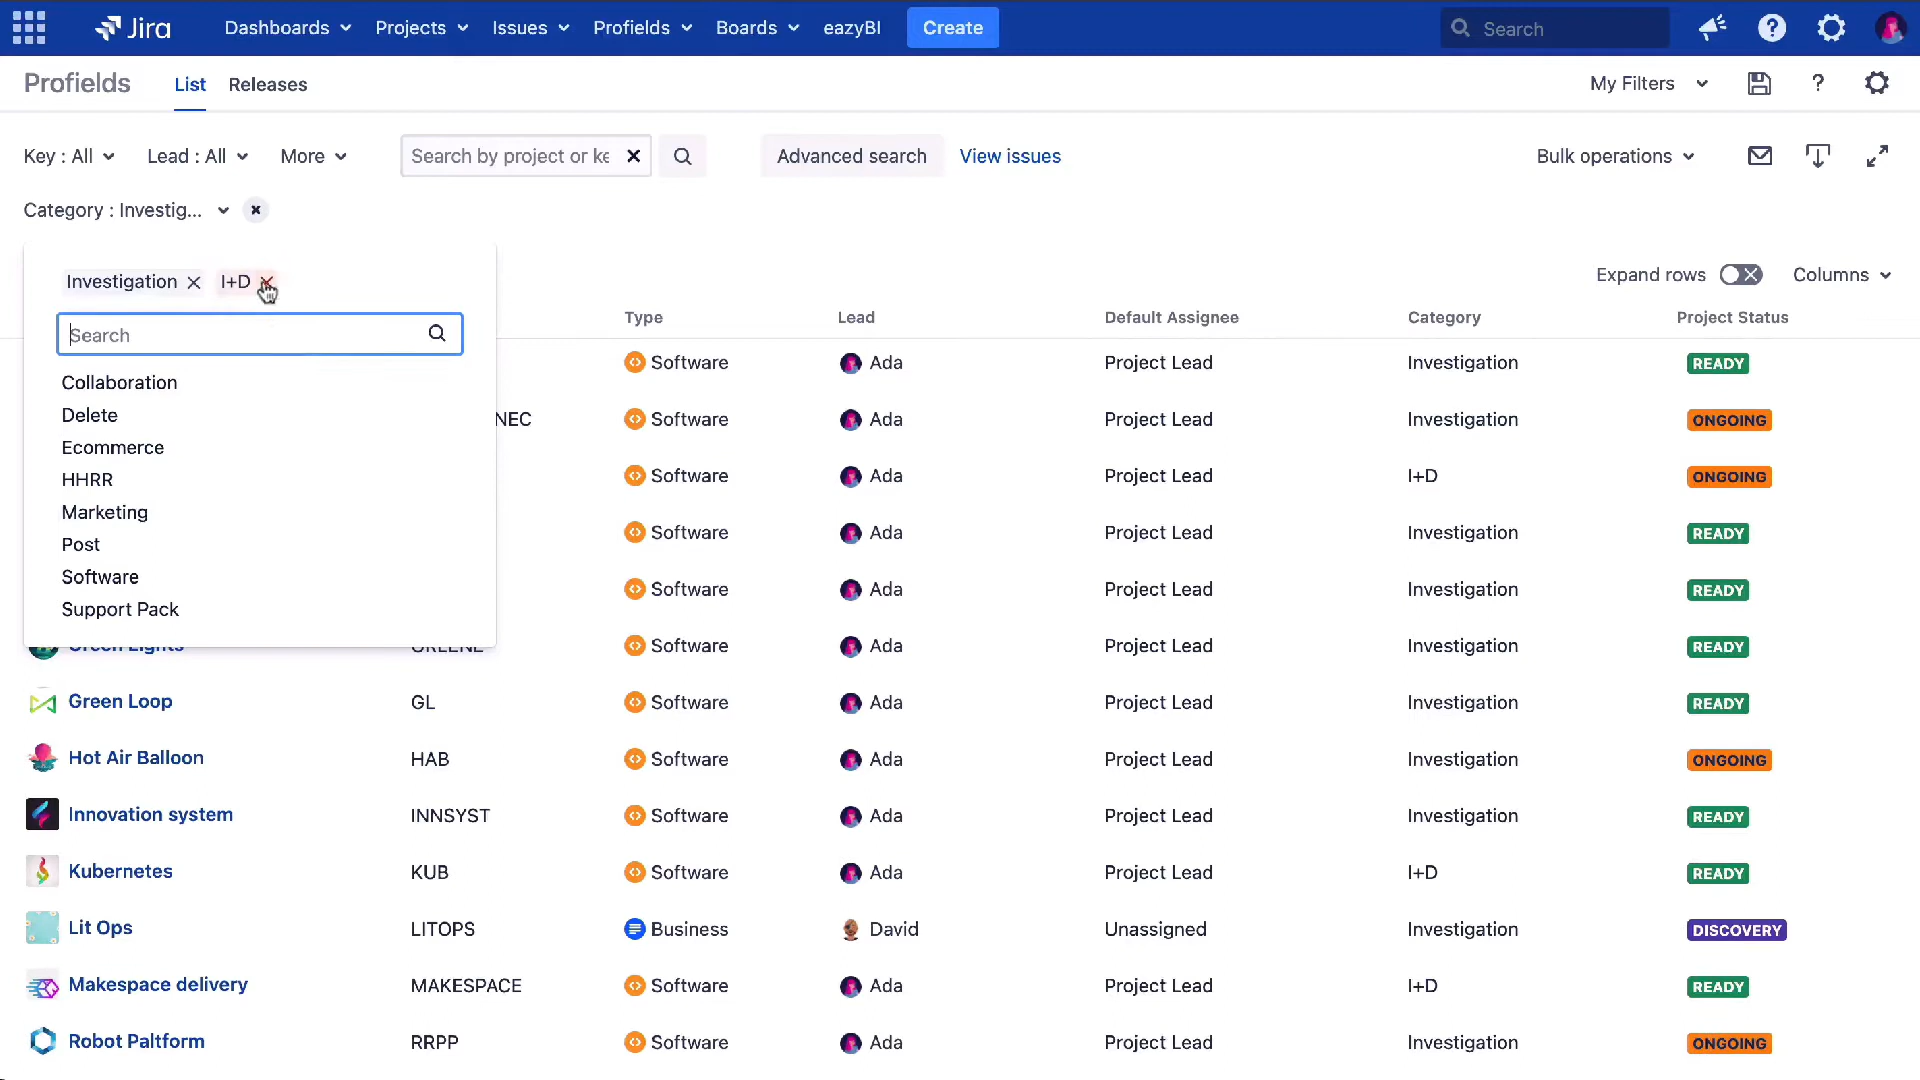 Jira Dashboards Projects Issues Profields Boards eazyBI Create Search
Profields List Releases My Filters
Key : All Lead : All More Search by project or ke Advanced search View issues Bulk operations
Category : Investig...
Investigation I+D
Expand rows Columns
Search
Type Lead Default Assignee Category Project Status
Collaboration
Delete
Ecommerce
HHRR
Marketing
Post
Software
Support Pack
Software Ada Project Lead Investigation READY
NEC Software Ada Project Lead Investigation ONGOING
Software Ada Project Lead I+D ONGOING
Software Ada Project Lead Investigation READY
Software Ada Project Lead Investigation READY
Green Lights GREENE Software Ada Project Lead Investigation READY
Green Loop GL Software Ada Project Lead Investigation READY
Hot Air Balloon HAB Software Ada Project Lead Investigation ONGOING
Innovation system INNSYST Software Ada Project Lead Investigation READY
Kubernetes KUB Software Ada Project Lead I+D READY
Lit Ops LITOPS Business David Unassigned Investigation DISCOVERY
Makespace delivery MAKESPACE Software Ada Project Lead I+D READY
Robot Paltform RRPP Software Ada Project Lead Investigation ONGOING